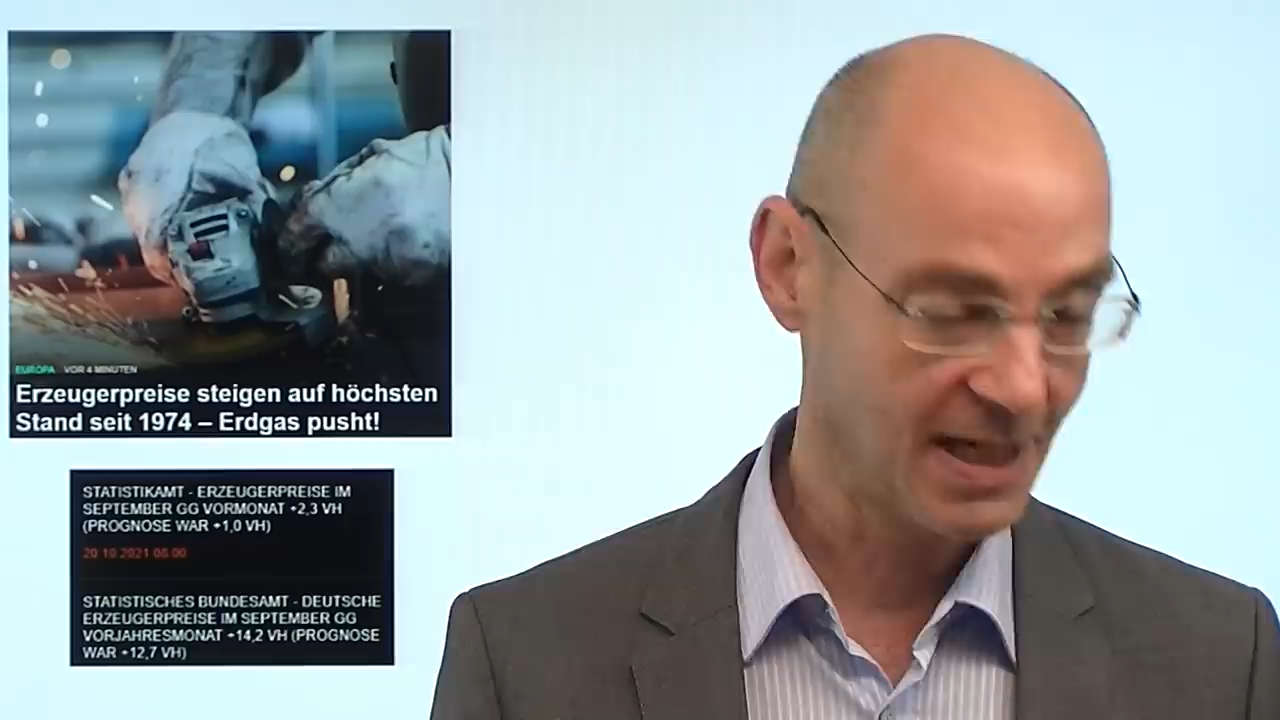 EUROPA VOR 4 MINUTEN
Erzeugerpreise steigen auf höchsten
Stand seit 1974 – Erdgas pusht!
STATISTIKAMT - ERZEUGERPREISE IM
SEPTEMBER GG VORMONAT +2,3 VH
(PROGNOSE WAR +1,0 VH)
20.10.2021 08:00
STATISTISCHES BUNDESAMT - DEUTSCHE
ERZEUGERPREISE IM SEPTEMBER GG
VORJAHRESMONAT +14,2 VH (PROGNOSE
WAR +12,7 VH)